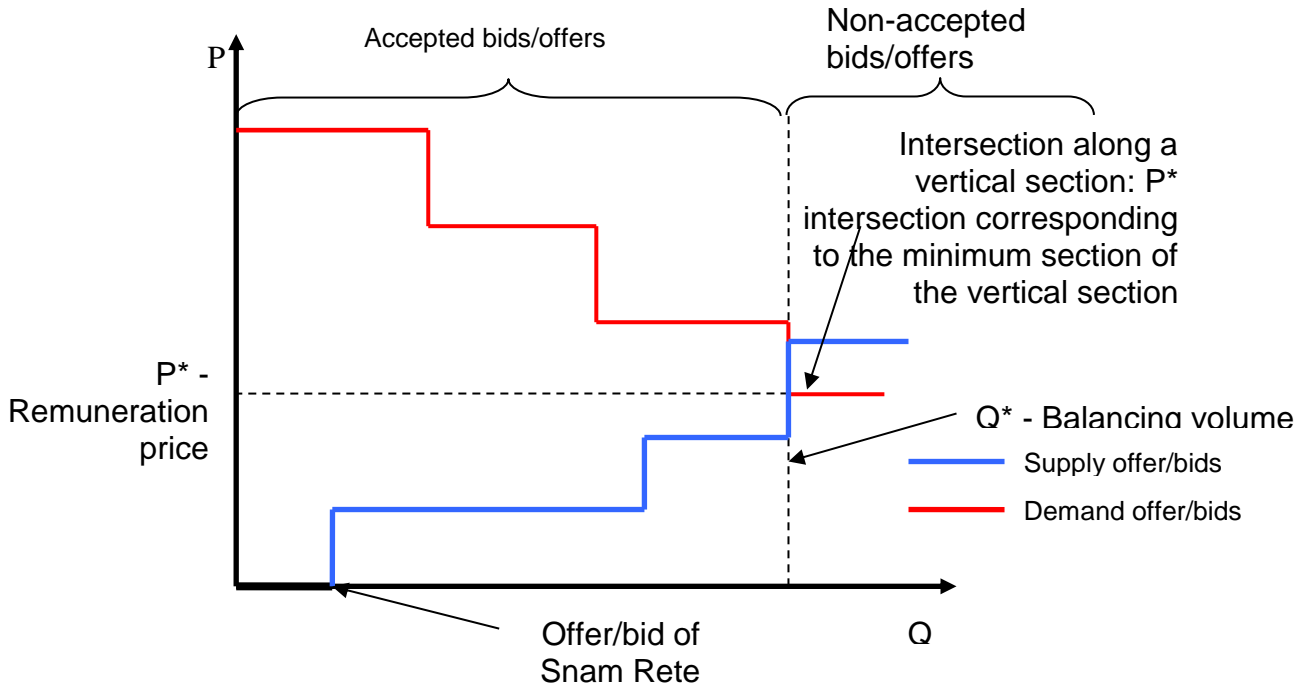 Accepted bids/offers
Non-accepted
bids/offers
P
Intersection along a
vertical section: P*
intersection corresponding
to the minimum section of
the vertical section
P* -
Remuneration
price
Q* - Balancing volume
Supply offer/bids
Demand offer/bids
Offer/bid of
Snam Rete
Q